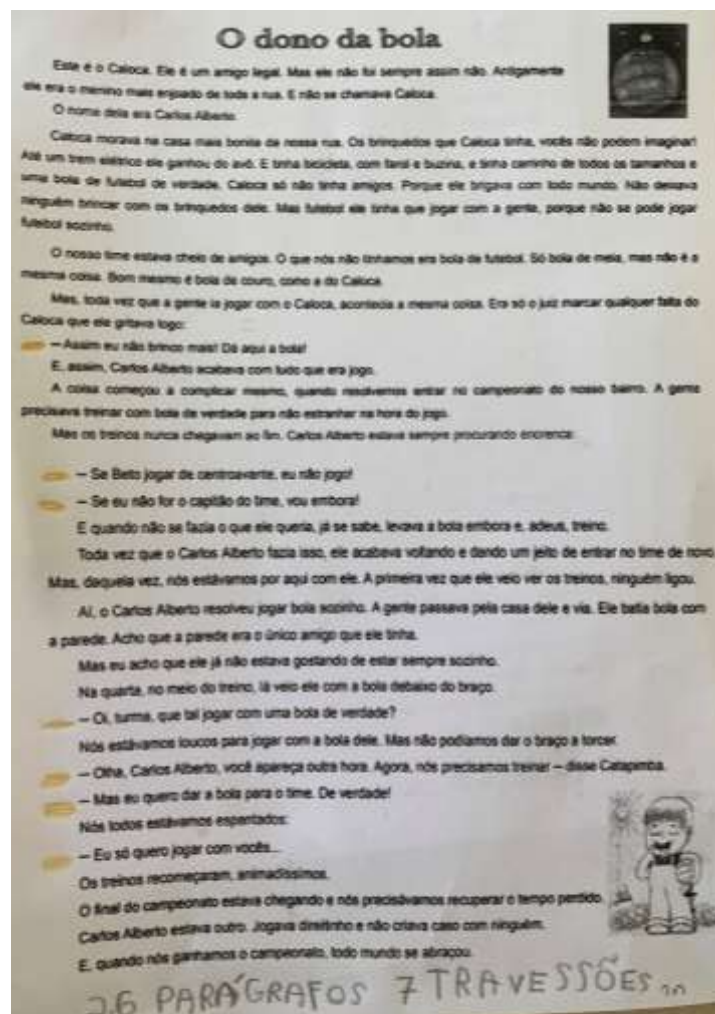 O dono da bola
Este é o Caloca. Ele é um amigo legal. Mas ele não foi sempre assim não. Antigamente
ele era o menino mais enjoado de toda a rua. E não se chamava Caloca.
O nome dele era Carlos Alberto.
Caloca morava na casa mais bonita da nossa rua. Os brinquedos que Caloca tinha, vocês não podem imaginar!
Até um trem elétrico ele ganhou do avô. E tinha bicicleta, com farol e buzina, e tinha caminho de todos os tamanhos e
uma bola de futebol de verdade. Caloca só não tinha amigos. Porque ele brigava com todo mundo. Não deixava
ninguém brincar com os brinquedos dele. Mas futebol ele tinha que jogar com a gente, porque não se pode jogar
futebol sozinho.
O nosso time estava cheio de amigos. O que nós não tínhamos era bola de futebol. Só bola de meia, mas não é a
mesma coisa. Bom mesmo é bola de couro, como a do Caloca.
Mas, toda vez que a gente ia jogar com o Caloca, acontecia a mesma coisa. Era só o juiz marcar qualquer falta do
Caloca que ele gritava logo:
– Assim eu não brinco mais! Dá aqui a bola!
E, assim, Carlos Alberto acabava com tudo que era jogo.
A coisa começou a complicar mesmo, quando resolvemos entrar no campeonato do nosso bairro. A gente
precisava treinar com bola de verdade para não estranhar na hora do jogo.
Mas os treinos nunca chegavam ao fim. Carlos Alberto estava sempre procurando encrenca:
– Se Beto jogar de centroavante, eu não jogo!
– Se eu não for o capitão do time, vou embora!
E quando não se fazia o que ele queria, já se sabe, levava a bola embora e, adeus, treino.
Toda vez que o Carlos Alberto fazia isso, ele acabava voltando e dando um jeito de entrar no time de novo
Mas, daquela vez, nós estávamos por aqui com ele. A primeira vez que ele veio ver os treinos, ninguém ligou.
Aí, o Carlos Alberto resolveu jogar bola sozinho. A gente passava pela casa dele e via. Ele batia bola com
a parede. Acho que a parede era o único amigo que ele tinha.
Mas eu acho que ele já não estava gostando de estar sempre sozinho.
Na quarta, no meio do treino, lá veio ele com a bola debaixo do braço.
– Oi, turma, que tal jogar com uma bola de verdade?
Nós estávamos loucos para jogar com a bola dele. Mas não podíamos dar o braço a torcer.
– Olha, Carlos Alberto, você apareça outra hora. Agora, nós precisamos treinar – disse Catapimba.
– Mas eu quero dar a bola para o time. De verdade!
Nós todos estávamos espantados:
– Eu só quero jogar com vocês...
Os treinos recomeçaram, animadíssimos.
O final do campeonato estava chegando e nós precisávamos recuperar o tempo perdido.
Carlos Alberto estava outro. Jogava direitinho e não criava caso com ninguém.
E, quando nós ganhamos o campeonato, todo mundo se abraçou.
26 PARÁGRAFOS 7 TRAVESSÕES